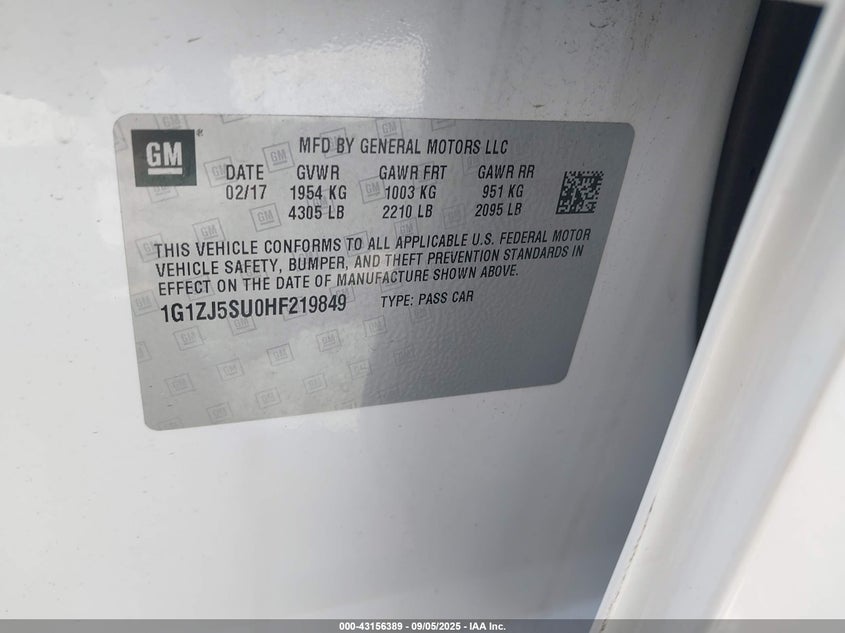 GM ®
MFD BY GENERAL MOTORS LLC
DATE GVWR GAWR FRT GAWR RR
02/17 1954 KG 1003 KG 951 KG
4305 LB 2210 LB 2095 LB
THIS VEHICLE CONFORMS TO ALL APPLICABLE U.S. FEDERAL MOTOR
VEHICLE SAFETY, BUMPER, AND THEFT PREVENTION STANDARDS IN
EFFECT ON THE DATE OF MANUFACTURE SHOWN ABOVE.
1G1ZJ5SU0HF219849 TYPE: PASS CAR
000-43156389 - 09/05/2025 - IAA Inc.